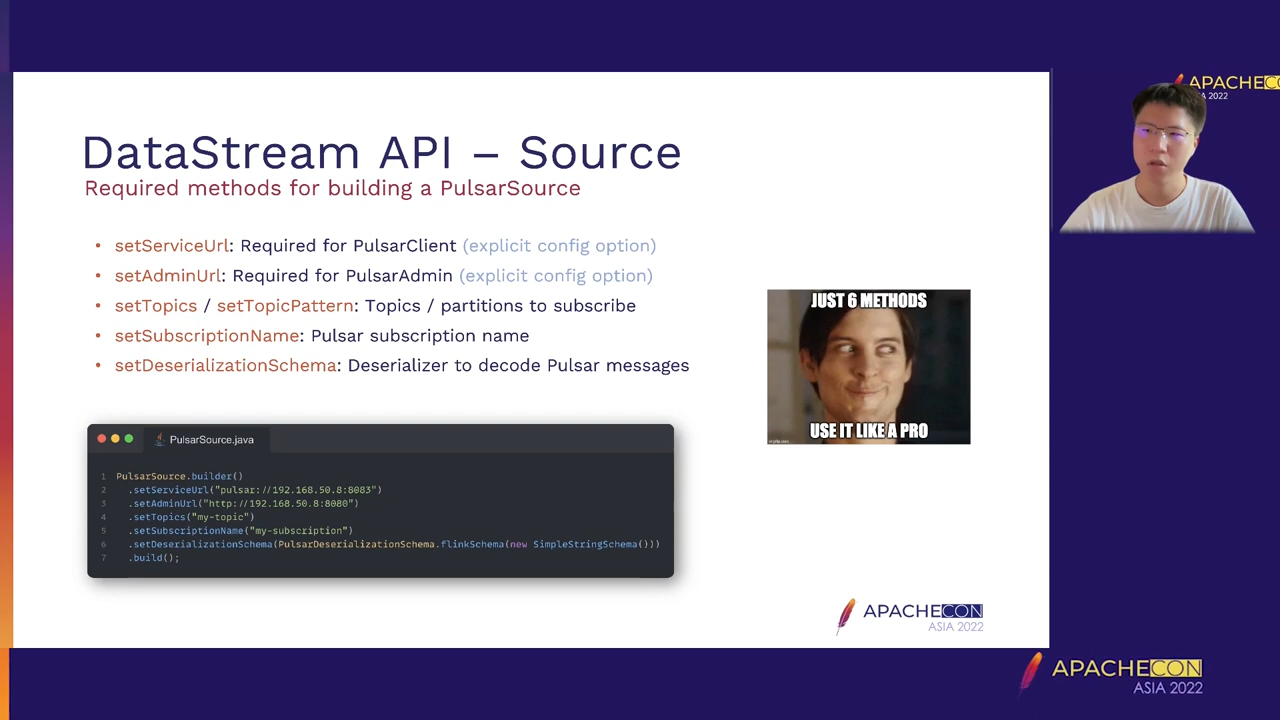 DataStream API – Source
Required methods for building a PulsarSource
• setServiceUrl: Required for PulsarClient (explicit config option)
• setAdminUrl: Required for PulsarAdmin (explicit config option)
• setTopics / setTopicPattern: Topics / partitions to subscribe
• setSubscriptionName: Pulsar subscription name
• setDeserializationSchema: Deserializer to decode Pulsar messages
JUST 6 METHODS
USE IT LIKE A PRO
PulsarSource.java
1 PulsarSource.builder()
2 .setServiceUrl("pulsar://192.168.50.8:8083")
3 .setAdminUrl("http://192.168.50.8:8080")
4 .setTopics("my-topic")
5 .setSubscriptionName("my-subscription")
6 .setDeserializationSchema(PulsarDeserializationSchema.flinkSchema(new SimpleStringSchema()))
7 .build();
APACHECON
ASIA 2022
APACHEC
A 2022
APACHECON
ASIA 2022